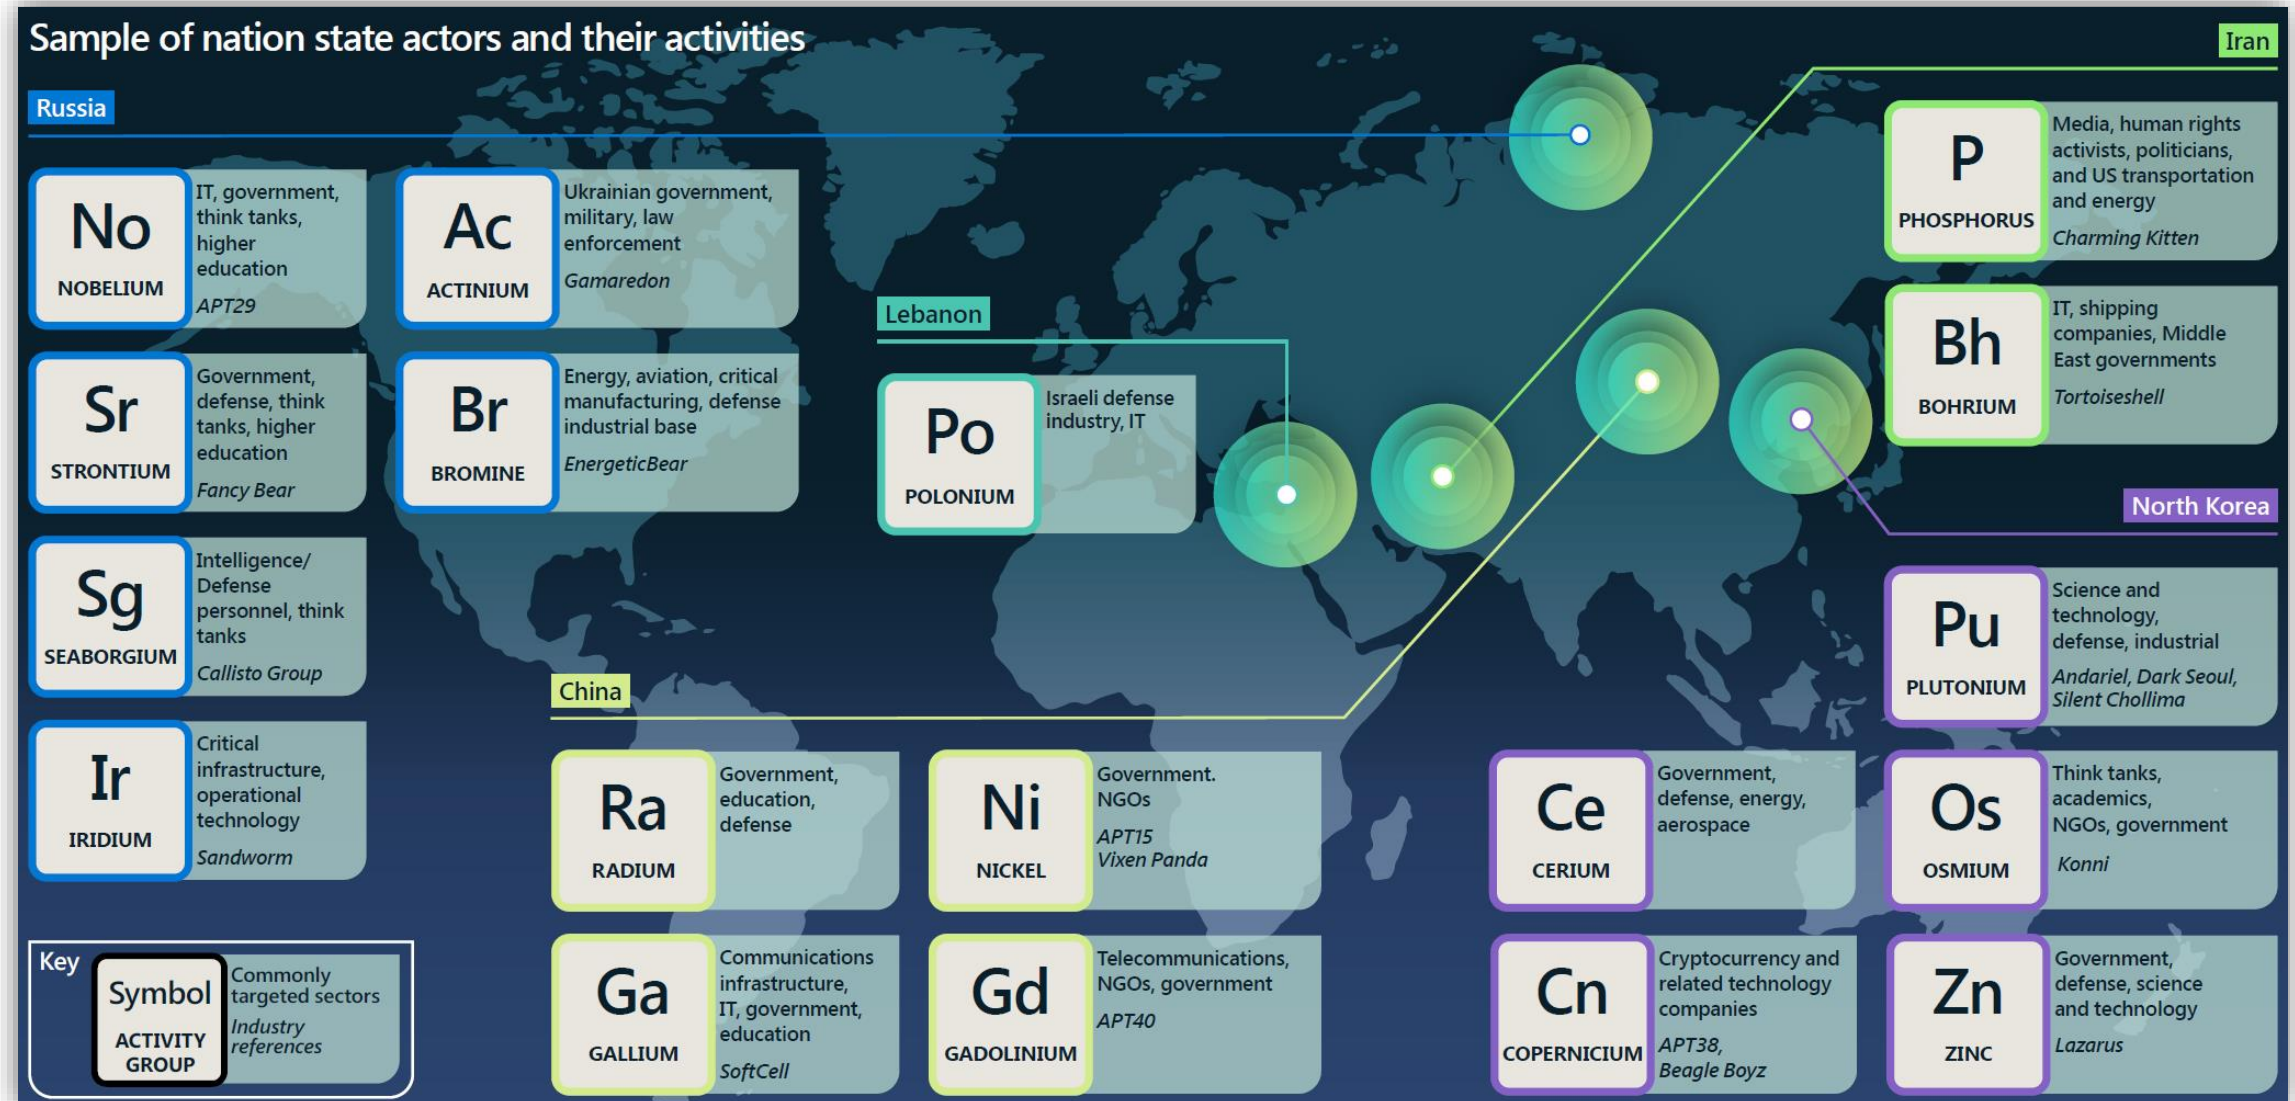 Sample of nation state actors and their activities
Russia
No
NOBELIUM
IT, government,
think tanks,
higher
education
APT29
Ac
ACTINIUM
Ukrainian government,
military, law
enforcement
Gamaredon
Sr
STRONTIUM
Government,
defense, think
tanks, higher
education
Fancy Bear
Br
BROMINE
Energy, aviation, critical
manufacturing, defense
industrial base
EnergeticBear
Sg
SEABORGIUM
Intelligence/
Defense
personnel, think
tanks
Callisto Group
Ir
IRIDIUM
Critical
infrastructure,
operational
technology
Sandworm
Lebanon
Po
POLONIUM
Israeli defense
industry, IT
Iran
P
PHOSPHORUS
Media, human rights
activists, politicians,
and US transportation
and energy
Charming Kitten
Bh
BOHRIUM
IT, shipping
companies, Middle
East governments
Tortoiseshell
China
Ra
RADIUM
Government,
education,
defense
Ni
NICKEL
Government.
NGOs
APT15
Vixen Panda
Ga
GALLIUM
Communications
infrastructure,
IT, government,
education
SoftCell
Gd
GADOLINIUM
Telecommunications,
NGOs, government
APT40
North Korea
Pu
PLUTONIUM
Science and
technology,
defense, industrial
Andariel, Dark Seoul,
Silent Chollima
Ce
CERIUM
Government,
defense, energy,
aerospace
Os
OSMIUM
Think tanks,
academics,
NGOs, government
Konni
Cn
COPERNICIUM
Cryptocurrency and
related technology
companies
APT38,
Beagle Boyz
Zn
ZINC
Government,
defense, science
and technology
Lazarus
Key
Symbol
ACTIVITY
GROUP
Commonly
targeted sectors
Industry
references